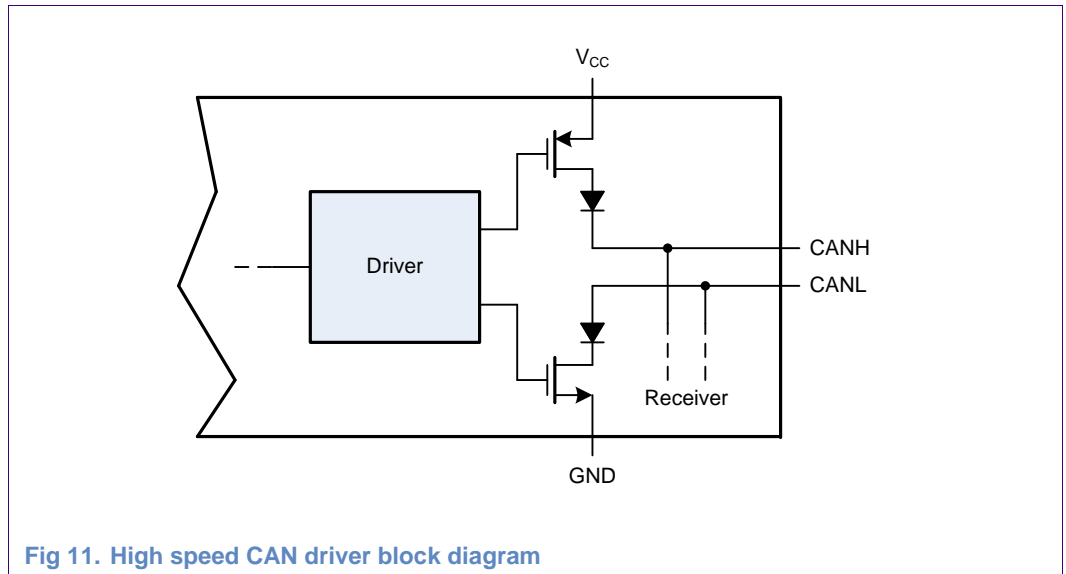 VCC
Driver
CANH
CANL
Receiver
GND
Fig 11. High speed CAN driver block diagram